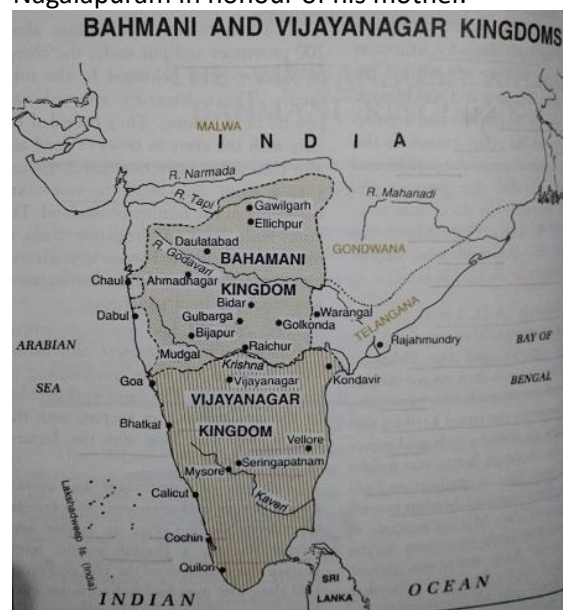 Nagalapuram in honour of his mother.
BAHMANI AND VIJAYANAGAR KINGDOMS
MALWA
I N D I A
R. Narmada
R. Tapi
R. Mahanadi
Gawilgarh
Ellichpur
Daulatabad
GONDWANA
R. Godavari
BAHAMANI
Chaul
Ahmadnagar
KINGDOM
Bidar
Warangal
TELANGANA
Dabul
Gulbarga
Golkonda
Bijapur
Rajahmundry
ARABIAN
BAY OF
Mudgal
Raichur
Krishna
SEA
Goa
Vijayanagar
Kondavir
BENGAL
VIJAYANAGAR
Bhatkal
KINGDOM
Vellore
Seringapatnam
Mysore
Calicut
Kaveri
Lakshadweep Is. (India)
Cochin
Quilon
SRI
LANKA
INDIAN
OCEAN